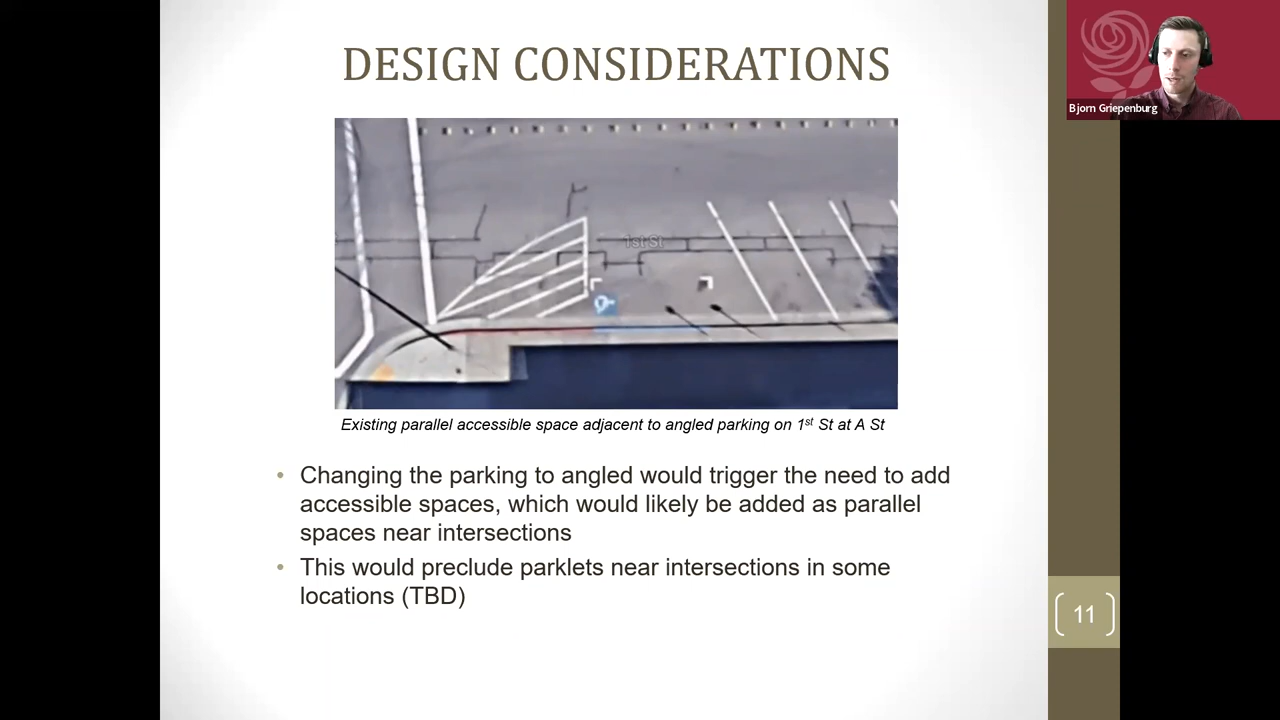 DESIGN CONSIDERATIONS
Bjorn Griepenburg
1st St
Existing parallel accessible space adjacent to angled parking on 1st St at A St
• Changing the parking to angled would trigger the need to add
accessible spaces, which would likely be added as parallel
spaces near intersections
• This would preclude parklets near intersections in some
locations (TBD)
11